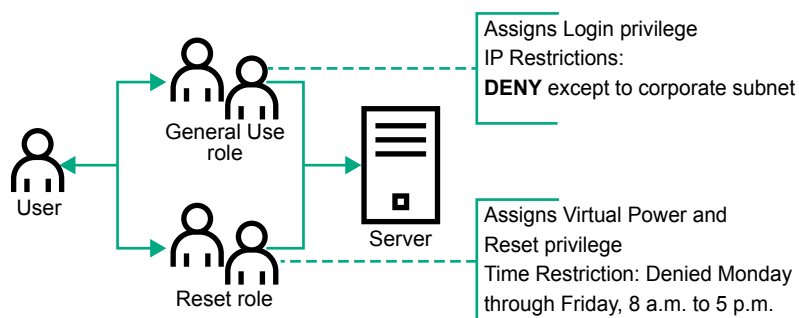 Assigns Login privilege
IP Restrictions:
DENY except to corporate subnet
General Use
role
User
Server
Reset role
Assigns Virtual Power and
Reset privilege
Time Restriction: Denied Monday
through Friday, 8 a.m. to 5 p.m.